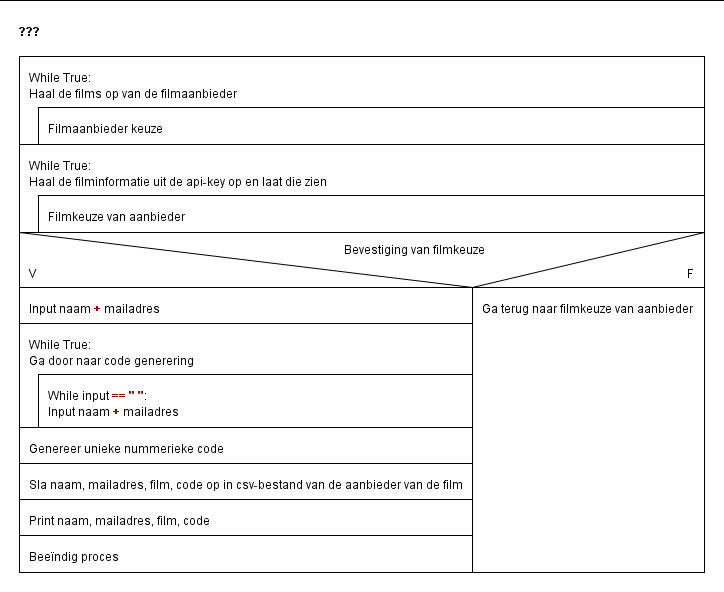 ???
While True:
Haal de films op van de filmaanbieder
Filmaanbieder keuze
While True:
Haal de filminformatie uit de api-key op en laat die zien
Filmkeuze van aanbieder
Bevestiging van filmkeuze
V
F
Input naam + mailadres
Ga terug naar filmkeuze van aanbieder
While True:
Ga door naar code generering
While input == " ":
Input naam + mailadres
Genereer unieke nummerieke code
Sla naam, mailadres, film, code op in csv-bestand van de aanbieder van de film
Print naam, mailadres, film, code
Beeïndig proces